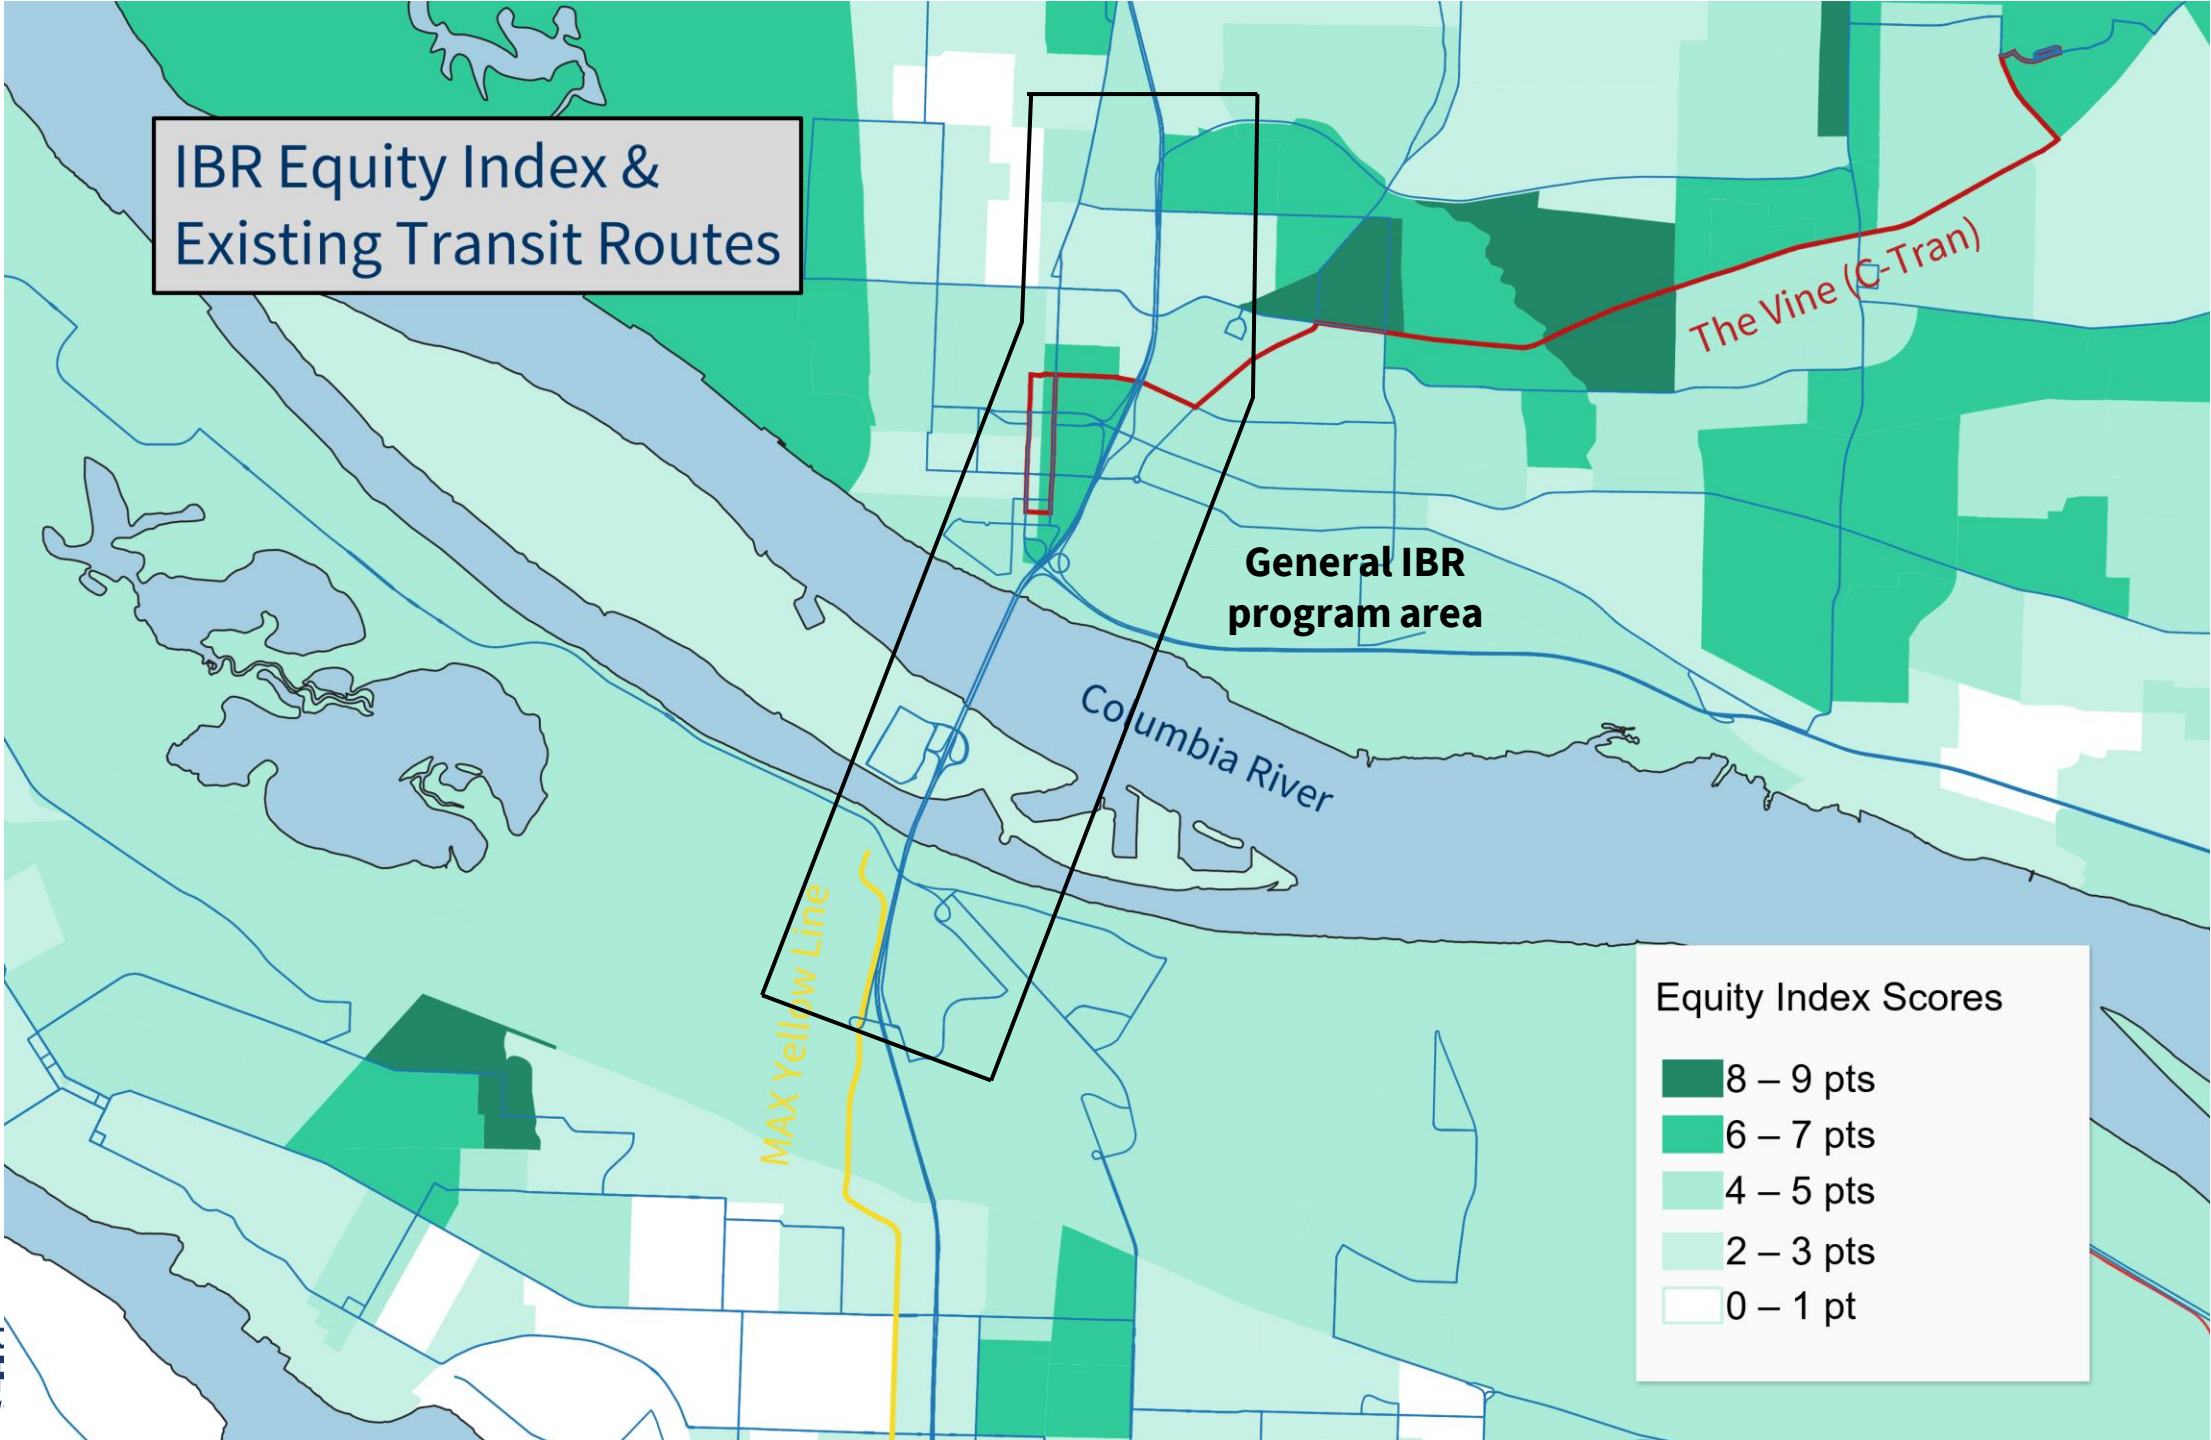 IBR Equity Index &
Existing Transit Routes
The Vine (C-Tran)
General IBR
program area
Columbia River
MAX Yellow Line
Equity Index Scores
8 – 9 pts
6 – 7 pts
4 – 5 pts
2 – 3 pts
0 – 1 pt